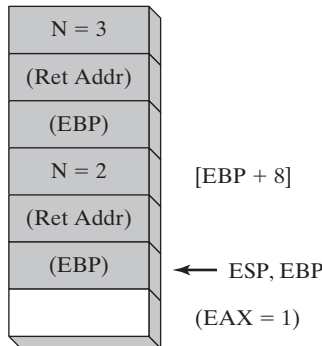 N = 3
(Ret Addr)
(EBP)
N = 2
[EBP + 8]
(Ret Addr)
(EBP)
ESP, EBP
(EAX = 1)